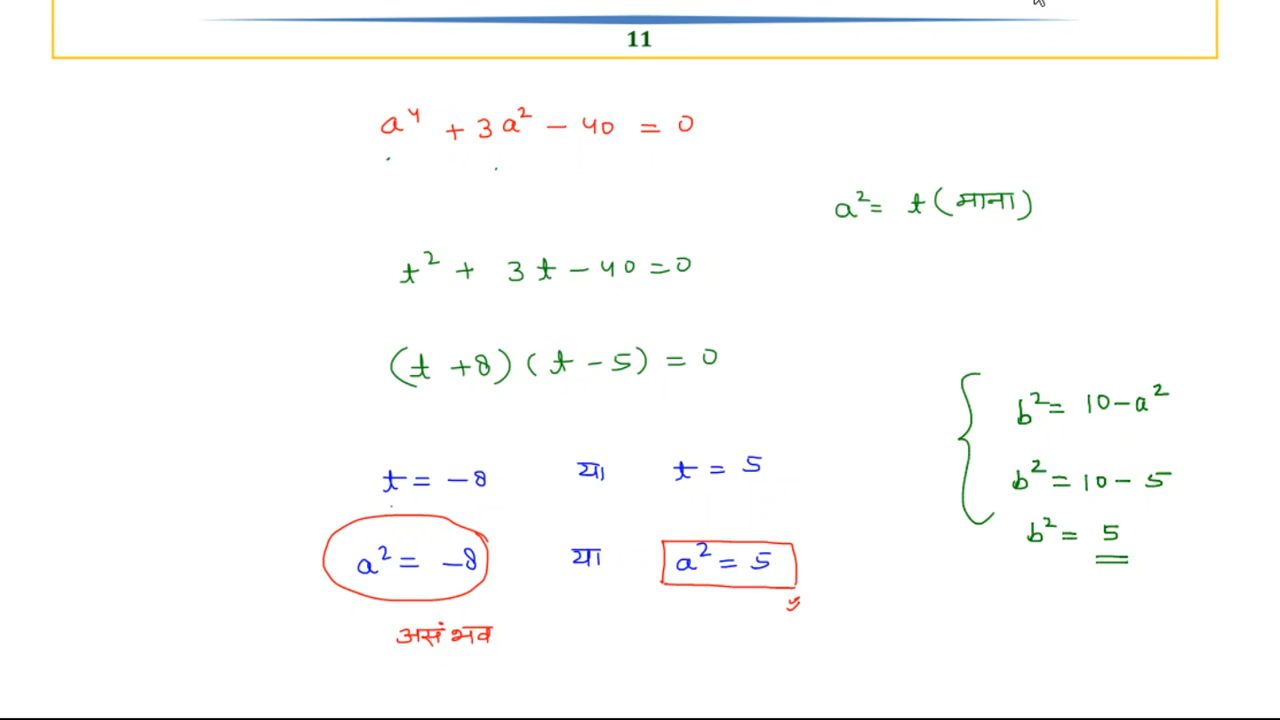 11
a⁴ + 3a² - 40 = 0
a² = t (माना)
t² + 3t - 40 = 0
(t + 8) (t - 5) = 0
b² = 10 - a²
t = -8 या t = 5
b² = 10 - 5
b² = 5
a² = -8 या a² = 5
असंभव